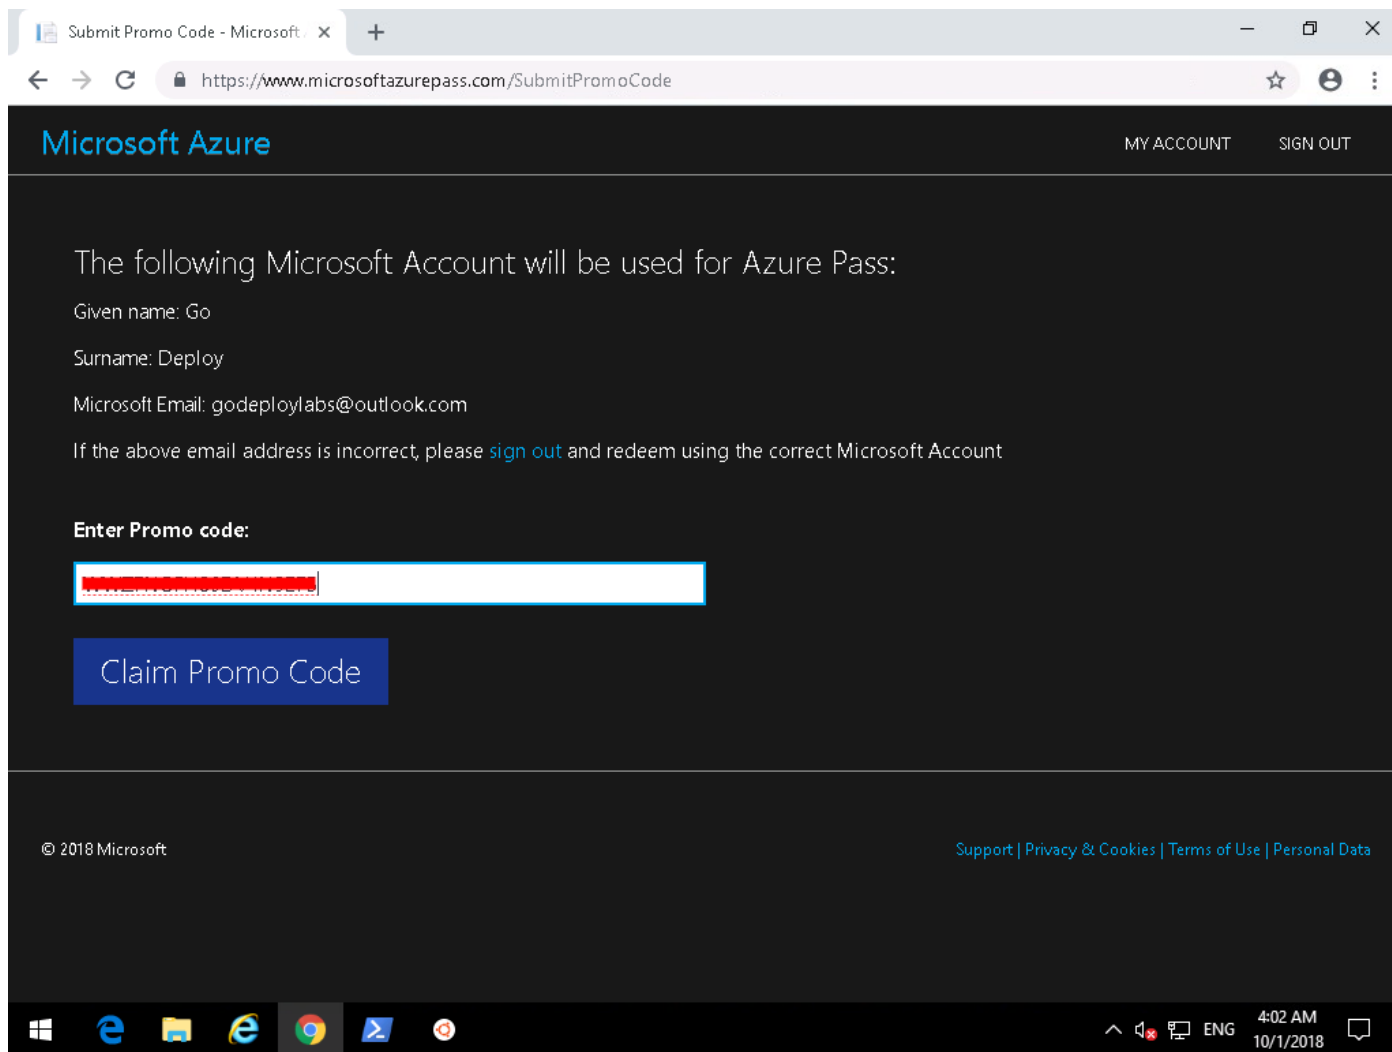 Submit Promo Code - Microsoft
https://www.microsoftazurepass.com/SubmitPromoCode
Microsoft Azure
MY ACCOUNT
SIGN OUT
The following Microsoft Account will be used for Azure Pass:
Given name: Go
Surname: Deploy
Microsoft Email: godeploylabs@outlook.com
If the above email address is incorrect, please sign out and redeem using the correct Microsoft Account
Enter Promo code:
Claim Promo Code
© 2018 Microsoft
Support | Privacy & Cookies | Terms of Use | Personal Data
ENG
4:02 AM
10/1/2018